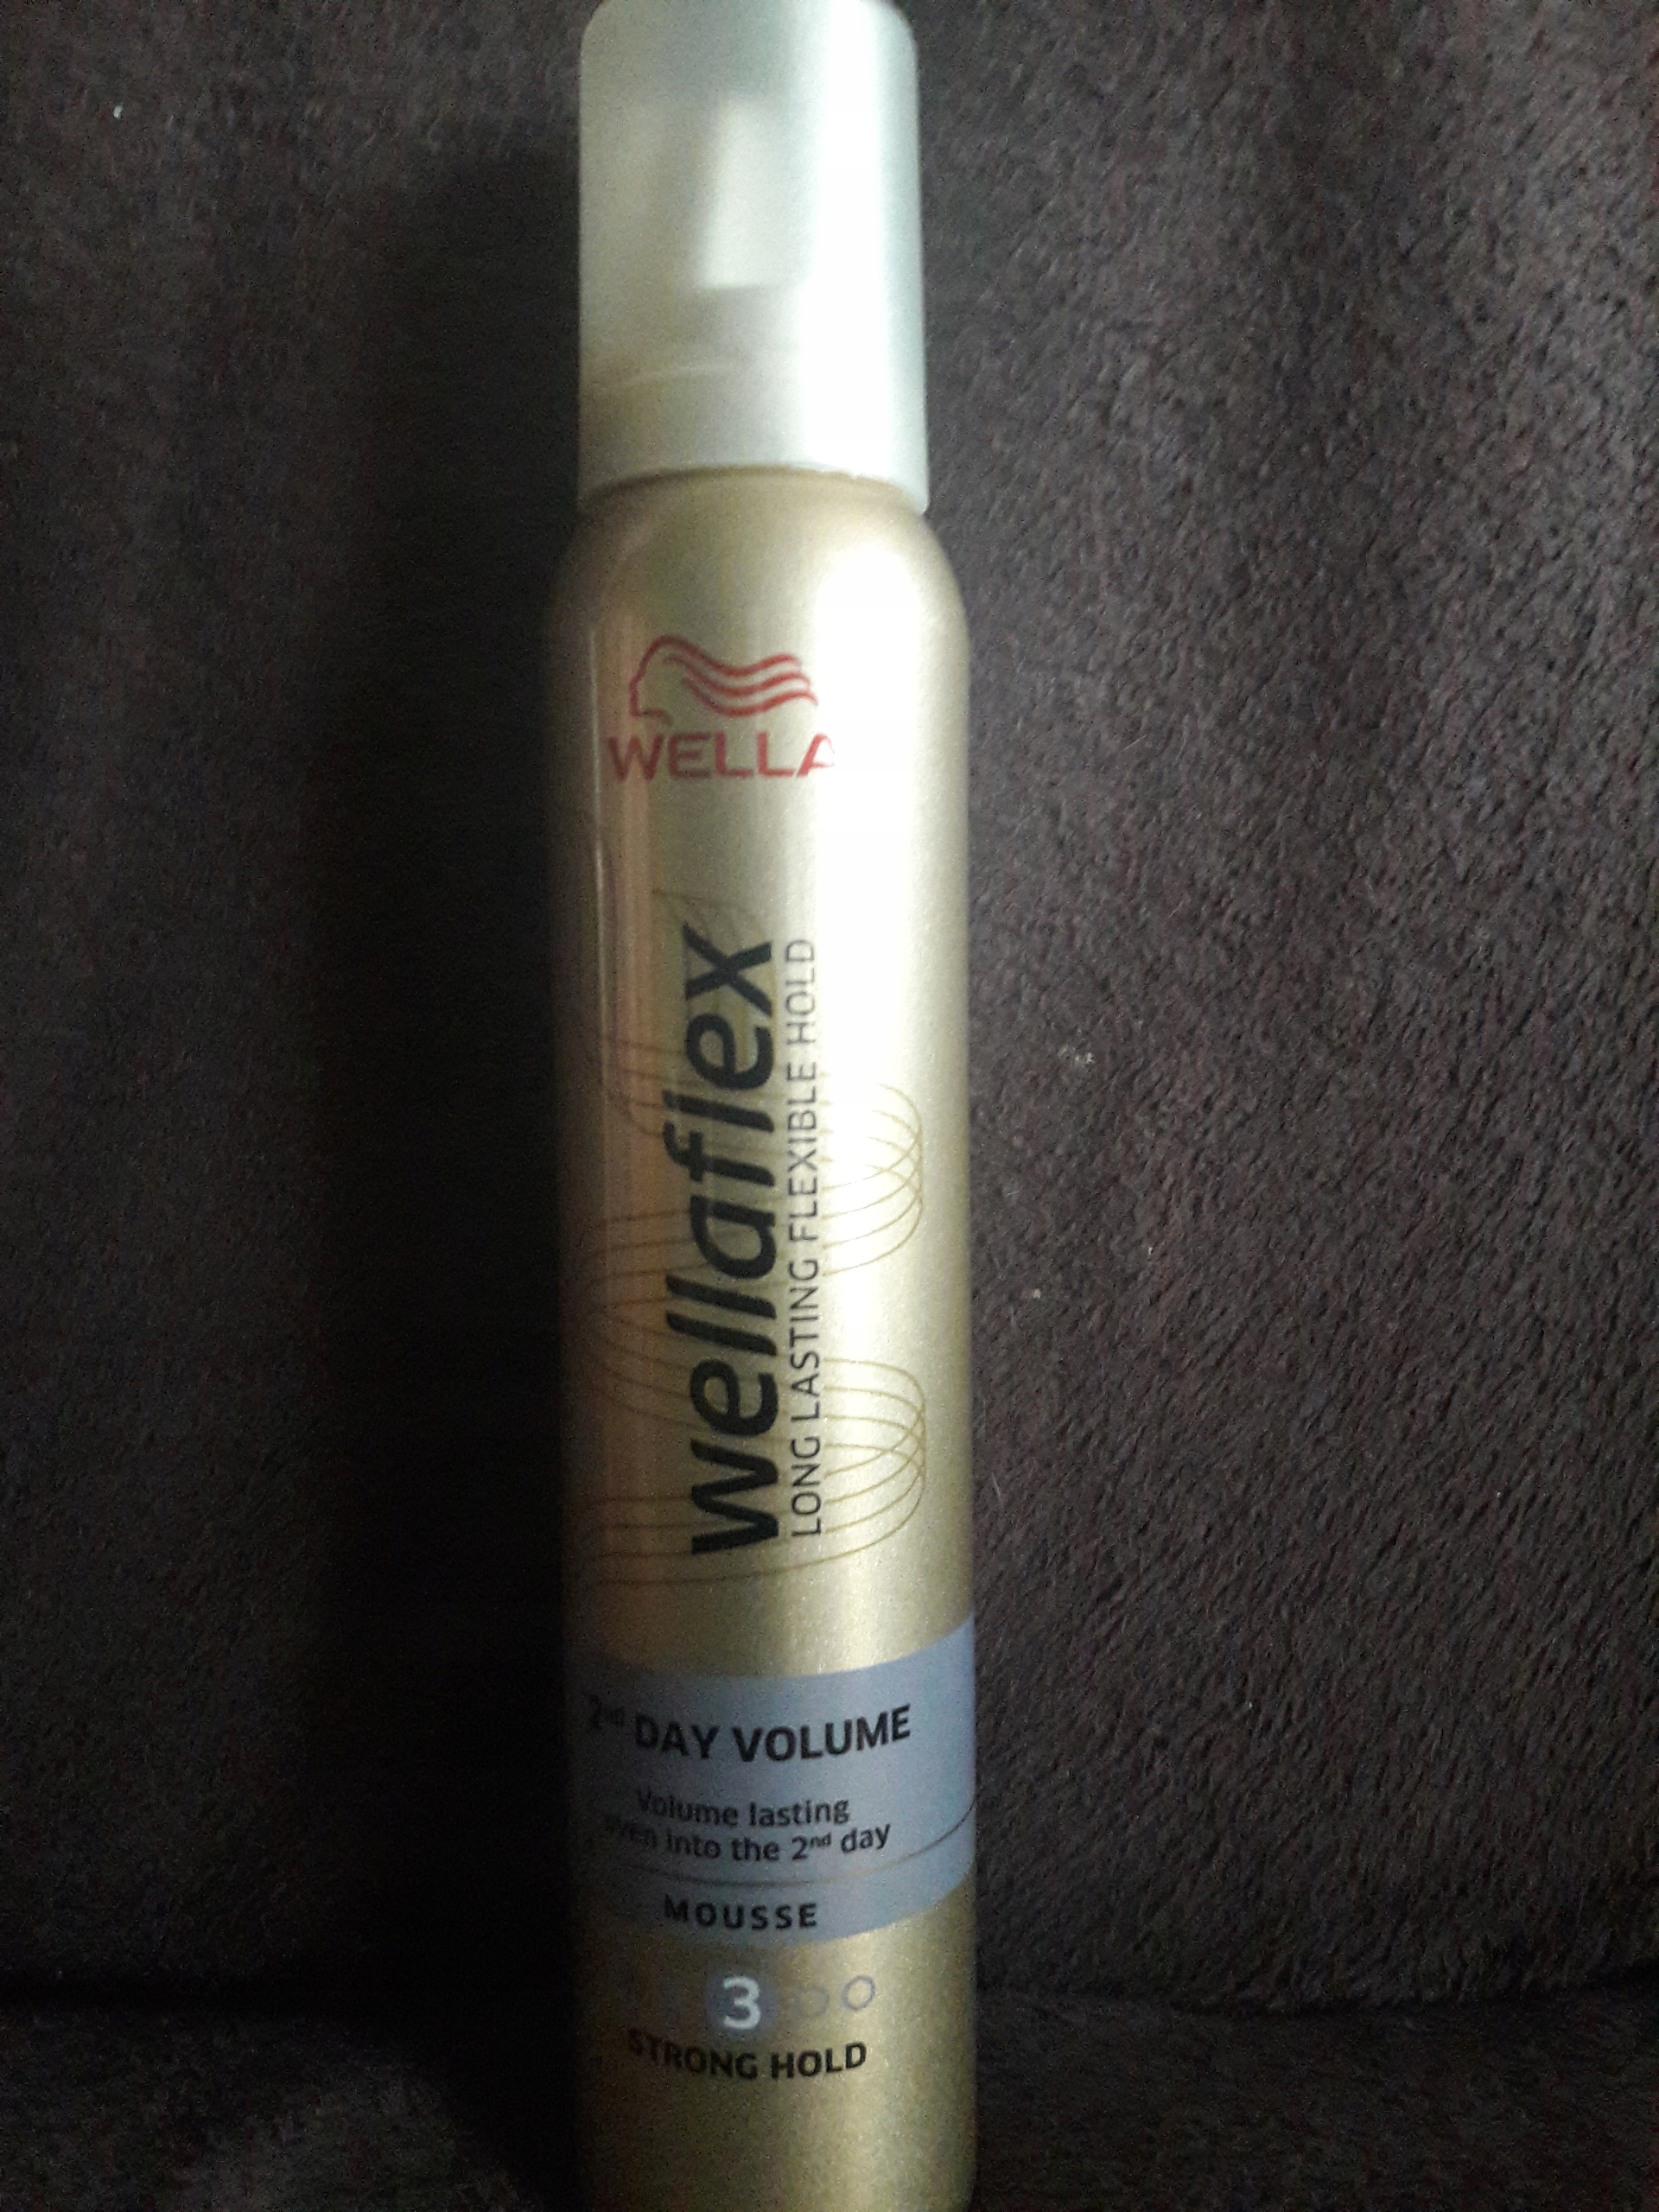 WELLA
wellaflex
LONG LASTING FLEXIBLE HOLD
2nd DAY VOLUME
Volume lasting
even into the 2nd day
MOUSSE
3
STRONG HOLD